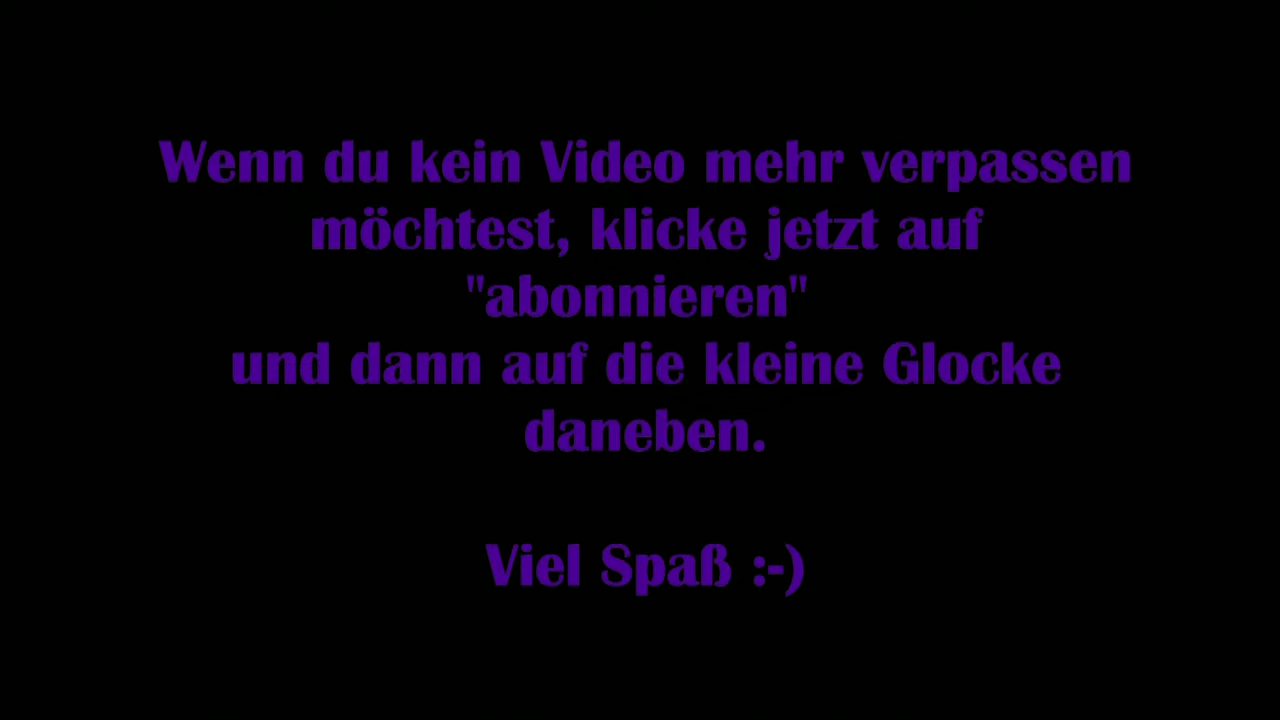 Wenn du kein Video mehr verpassen
möchtest, klicke jetzt auf
"abonnieren"
und dann auf die kleine Glocke
daneben.
Viel Spaß :-)